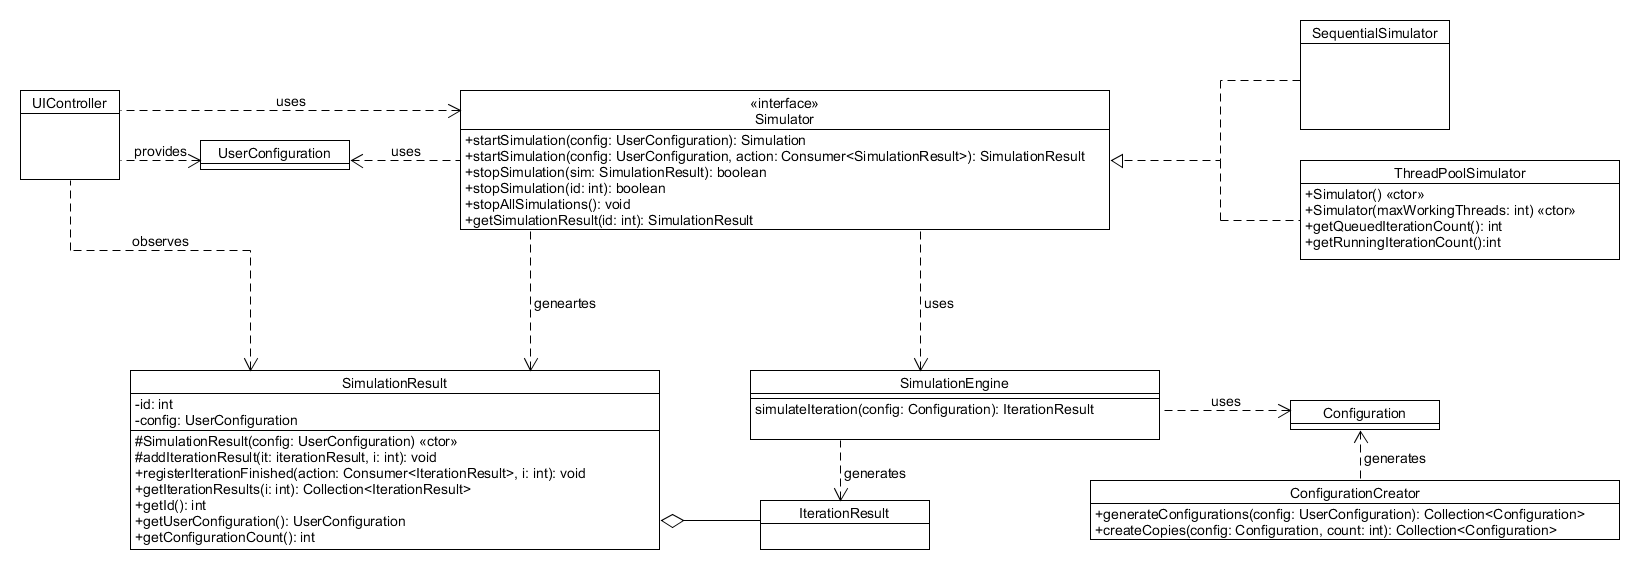 SequentialSimulator
UIController
uses
«interface»
Simulator
+startSimulation(config: UserConfiguration): Simulation
+startSimulation(config: UserConfiguration, action: Consumer<SimulationResult>): SimulationResult
+stopSimulation(sim: SimulationResult): boolean
+stopSimulation(id: int): boolean
+stopAllSimulations(): void
+getSimulationResult(id: int): SimulationResult
provides
UserConfiguration
uses
ThreadPoolSimulator
+Simulator() «ctor»
+Simulator(maxWorkingThreads: int) «ctor»
+getQueuedIterationCount(): int
+getRunningIterationCount():int
observes
geneartes
uses
SimulationResult
-id: int
-config: UserConfiguration
#SimulationResult(config: UserConfiguration) «ctor»
#addIterationResult(it: iterationResult, i: int): void
+registerIterationFinished(action: Consumer<IterationResult>, i: int): void
+getIterationResults(i: int): Collection<IterationResult>
+getId(): int
+getUserConfiguration(): UserConfiguration
+getConfigurationCount(): int
SimulationEngine
simulateIteration(config: Configuration): IterationResult
uses
Configuration
generates
generates
IterationResult
ConfigurationCreator
+generateConfigurations(config: UserConfiguration): Collection<Configuration>
+createCopies(config: Configuration, count: int): Collection<Configuration>